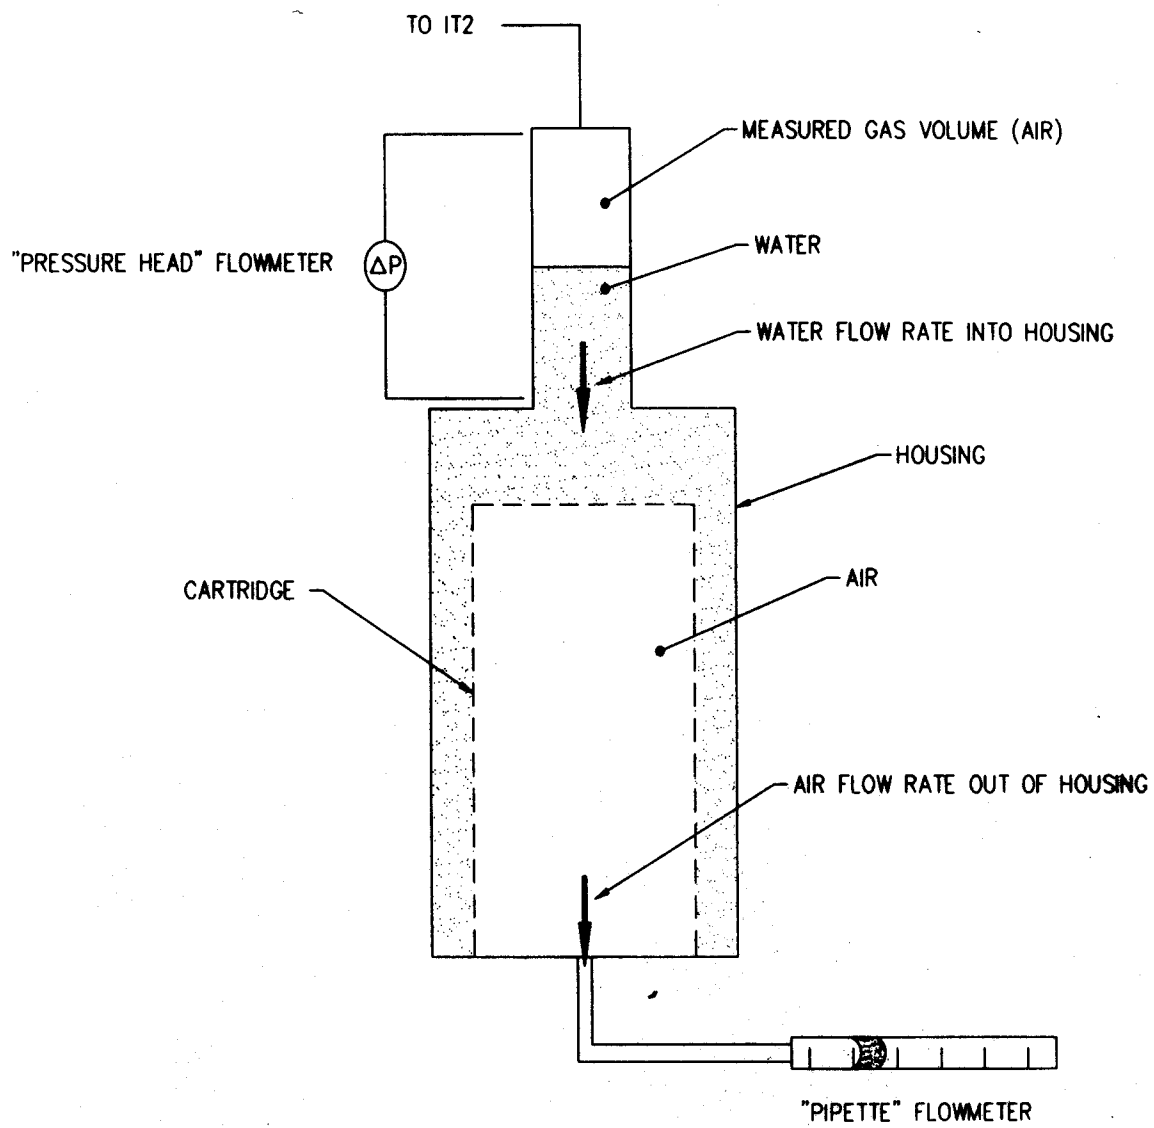 TO IT2
MEASURED GAS VOLUME (AIR)
WATER
"PRESSURE HEAD" FLOWMETER
ΔP
WATER FLOW RATE INTO HOUSING
HOUSING
CARTRIDGE
AIR
AIR FLOW RATE OUT OF HOUSING
"PIPETTE" FLOWMETER